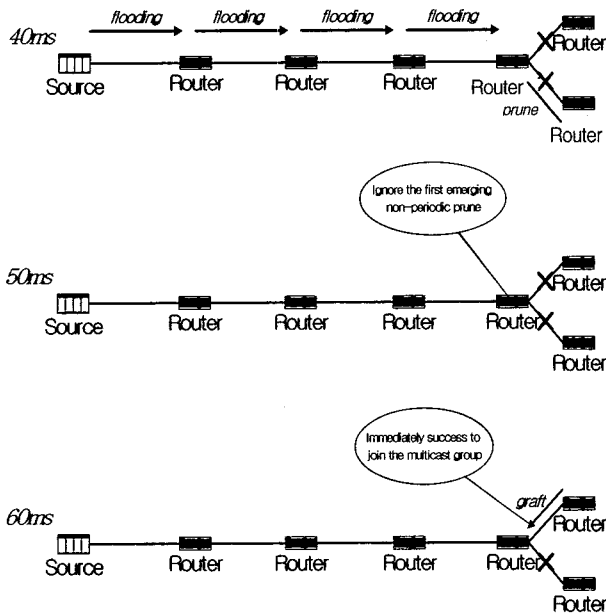 flooding flooding flooding flooding
40ms
Router
Source Router Router Router Router
prune
Router
Ignore the first emerging
non-periodic prune
50ms
Router
Source Router Router Router Router
Router
Immediately success to
join the multicast group
graft
60ms
Router
Source Router Router Router Router
Router